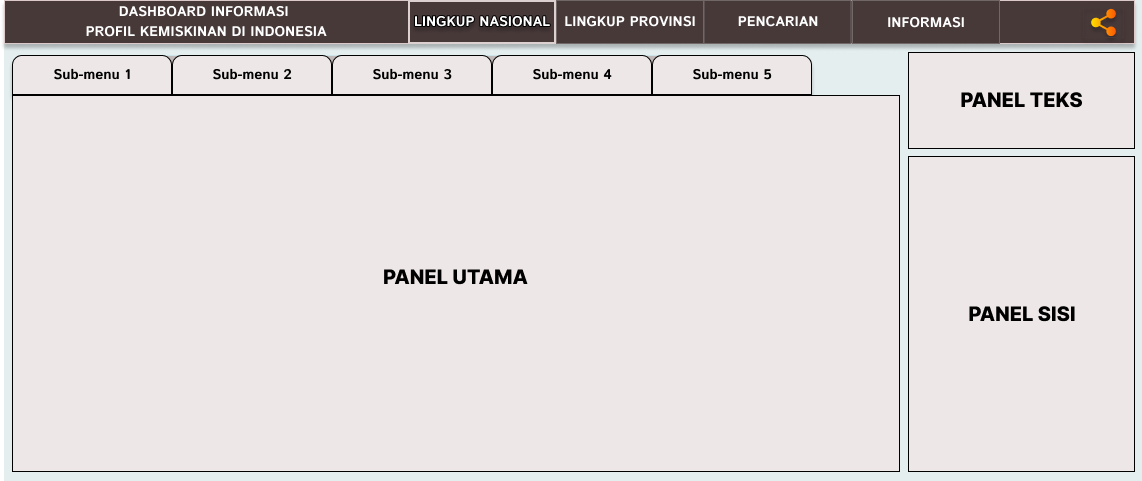 DASHBOARD INFORMASI
PROFIL KEMISKINAN DI INDONESIA
LINGKUP NASIONAL
LINGKUP PROVINSI
PENCARIAN
INFORMASI
Sub-menu 1
Sub-menu 2
Sub-menu 3
Sub-menu 4
Sub-menu 5
PANEL TEKS
PANEL UTAMA
PANEL SISI